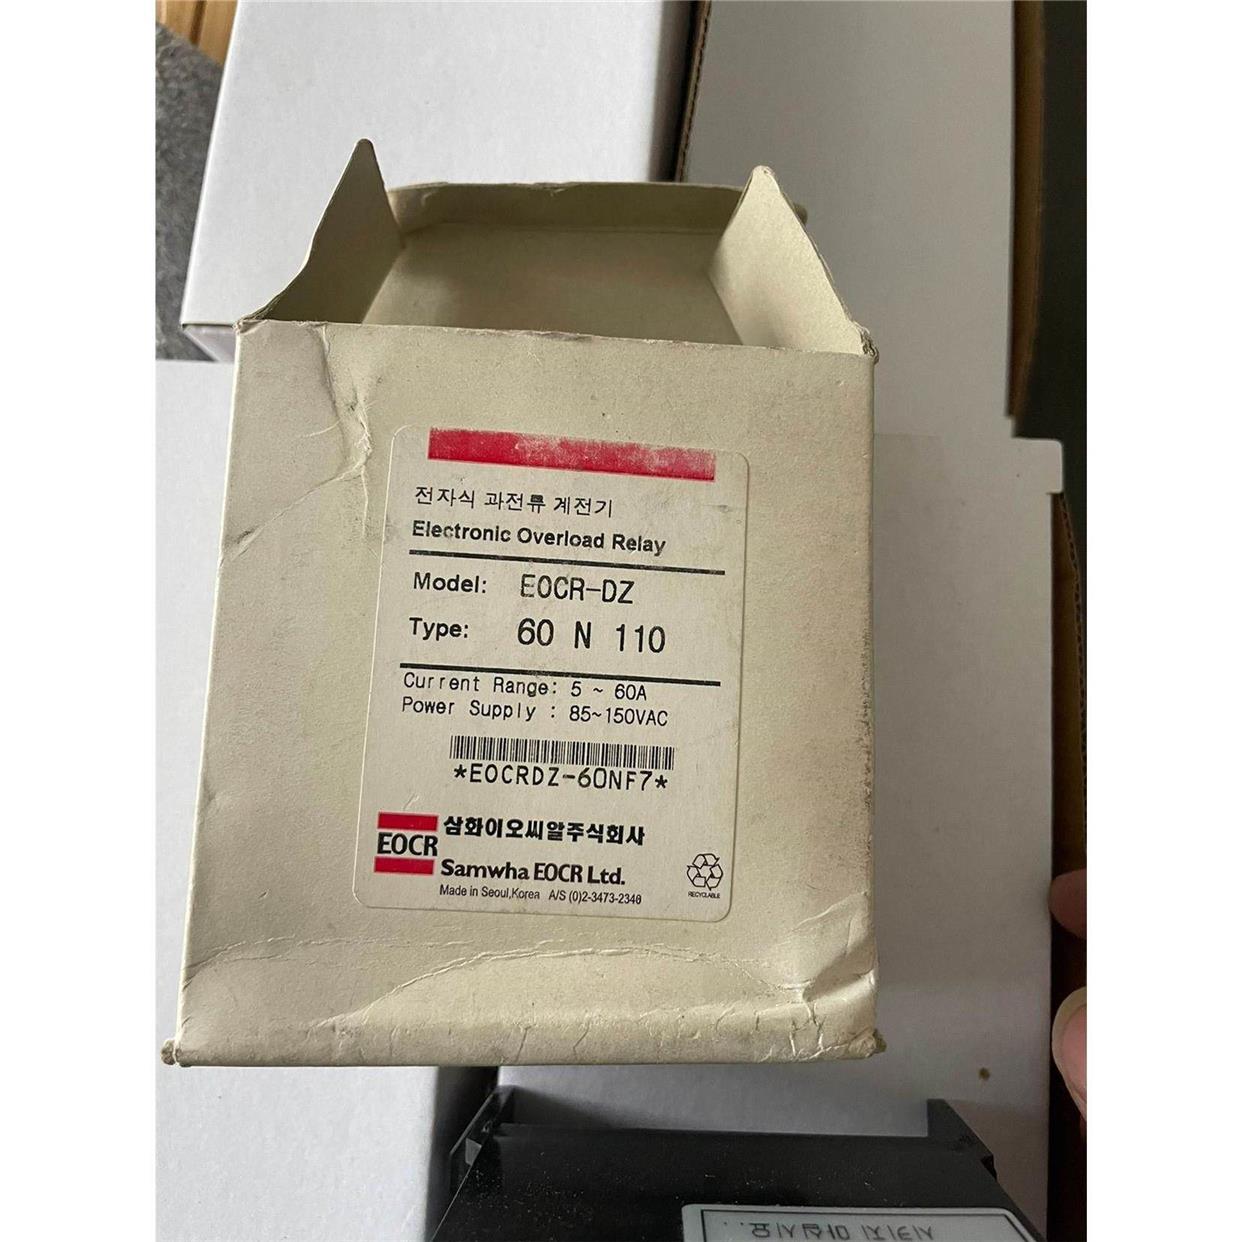 전자식 과전류 계전기
Electronic Overload Relay
Model: EOCR-DZ
Type: 60 N 110
Current Range: 5 ~ 60A
Power Supply : 85~150VAC
*EOCRDZ-60NF7*
EOCR
삼화이오씨알주식회사
Samwha EOCR Ltd.
Made in Seoul,Korea A/S (0)2-3473-2340
RECYCLABLE